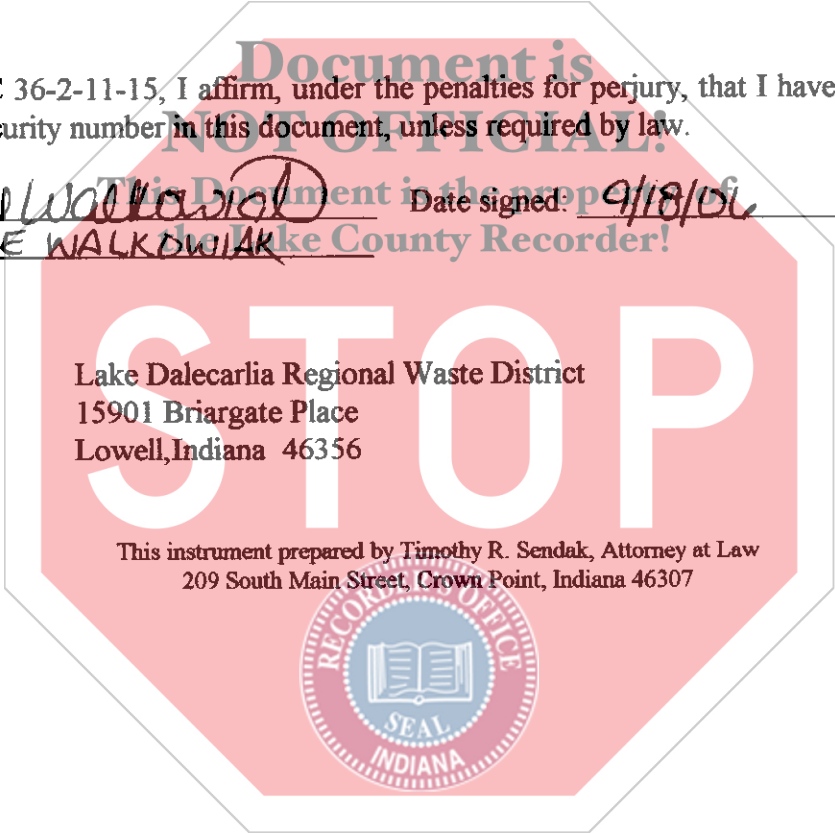 Document is
36-2-11-15, I affirm, under the penalties for perjury, that I have
urity number in this document, unless required by law.
NOT OFFICIAL!
This Document is the property of
Walkowiak Date signed: 9/18/06
E WALKOWIAK
the Lake County Recorder!
STOP
Lake Dalecarlia Regional Waste District
15901 Briargate Place
Lowell,Indiana 46356
This instrument prepared by Timothy R. Sendak, Attorney at Law
209 South Main Street, Crown Point, Indiana 46307
RECORDER'S OFFICE
SEAL
INDIANA